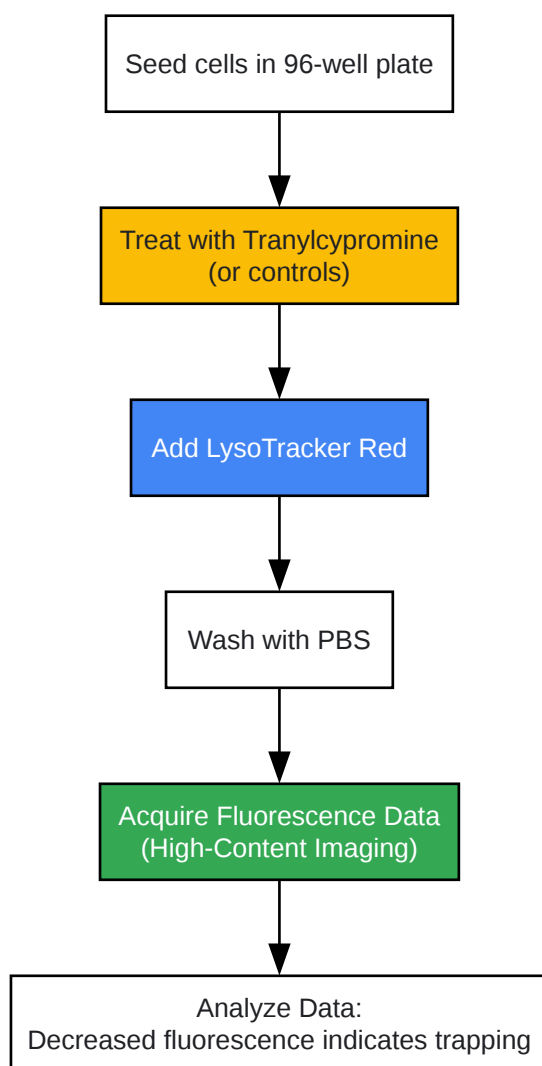 Seed cells in 96-well plate
Treat with Tranylcypromine
(or controls)
Add LysoTracker Red
Wash with PBS
Acquire Fluorescence Data
(High-Content Imaging)
Analyze Data:
Decreased fluorescence indicates trapping